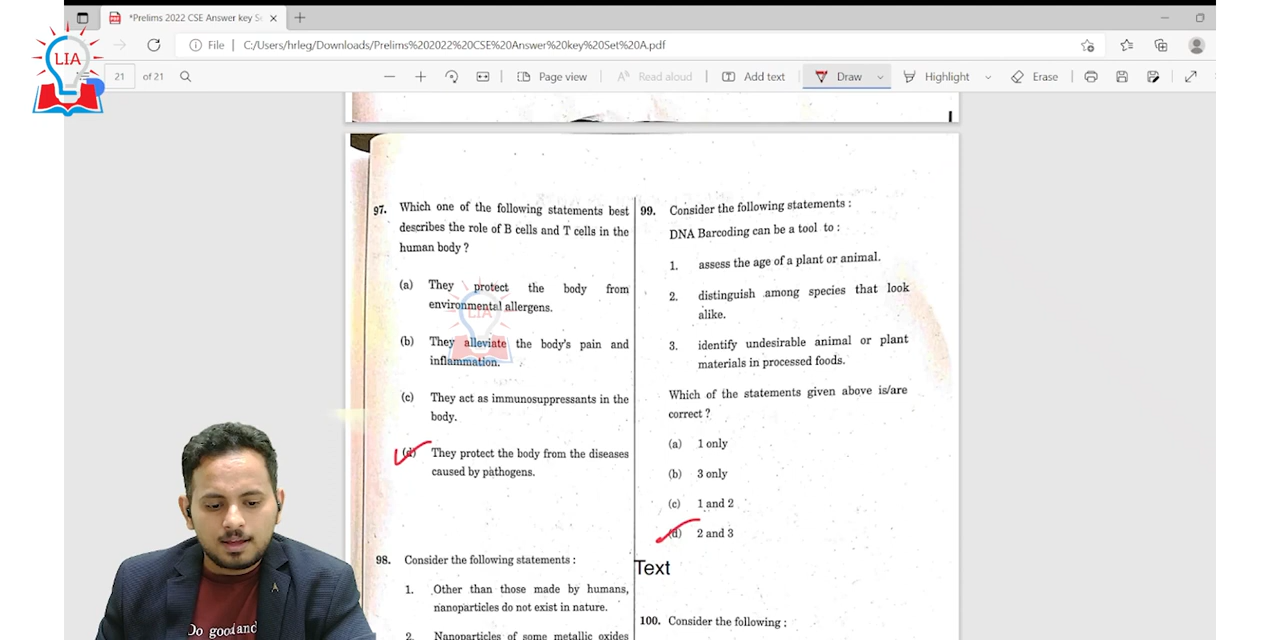 *Prelims 2022 CSE Answer key Se
File
C:/Users/hrleg/Downloads/Prelims%202022%20CSE%20Answer%20key%20Set%20A.pdf
LIA
21 of 21
Page view
Read aloud
Add text
Draw
Highlight
Erase
97. Which one of the following statements best
describes the role of B cells and T cells in the
human body ?
(a) They protect the body from
environmental allergens.
LIA
(b) They alleviate the body's pain and
inflammation.
(c) They act as immunosuppressants in the
body.
(d) They protect the body from the diseases
caused by pathogens.
98. Consider the following statements :
1. Other than those made by humans,
nanoparticles do not exist in nature.
2. Nanoparticles of some metallic oxides
99. Consider the following statements :
DNA Barcoding can be a tool to :
1. assess the age of a plant or animal.
2. distinguish among species that look
alike.
3. identify undesirable animal or plant
materials in processed foods.
Which of the statements given above is/are
correct ?
(a) 1 only
(b) 3 only
(c) 1 and 2
(d) 2 and 3
Text
100. Consider the following :
Do good and